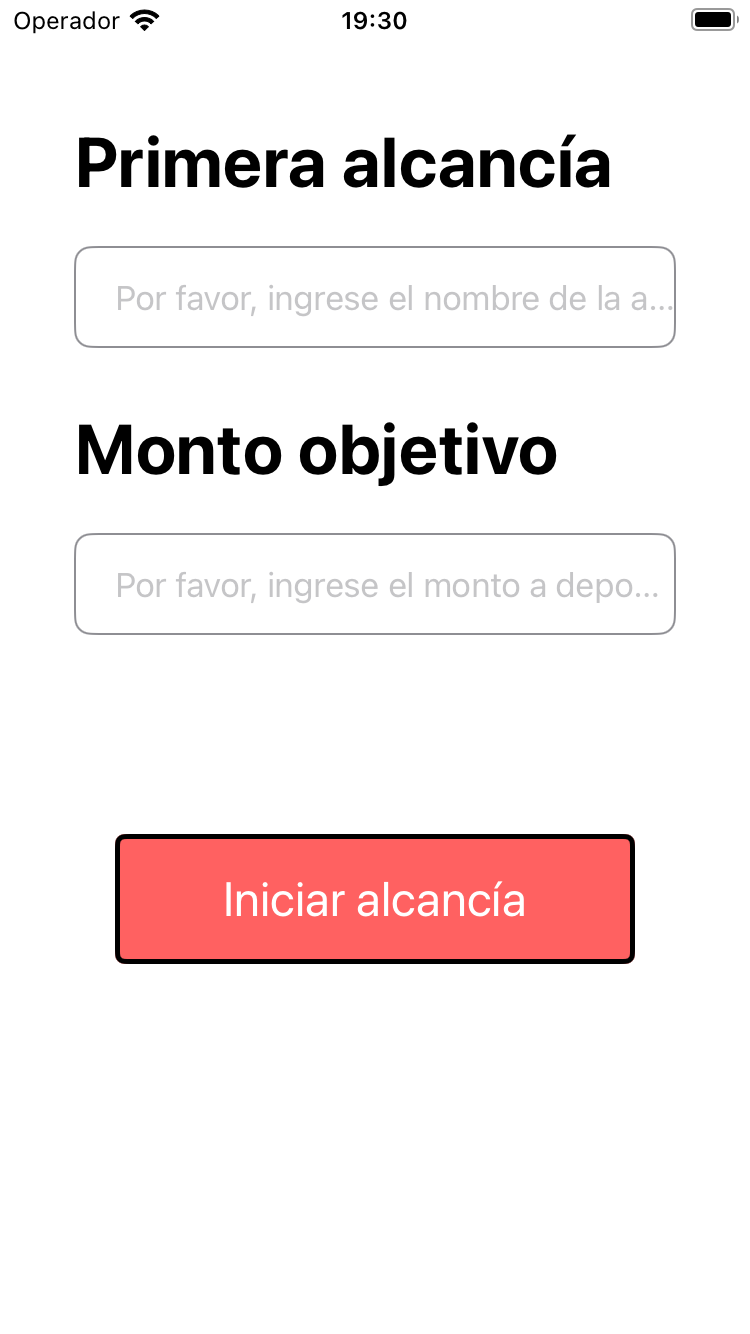 Operador 19:30
Primera alcancía
Por favor, ingrese el nombre de la a...
Monto objetivo
Por favor, ingrese el monto a depo...
Iniciar alcancía